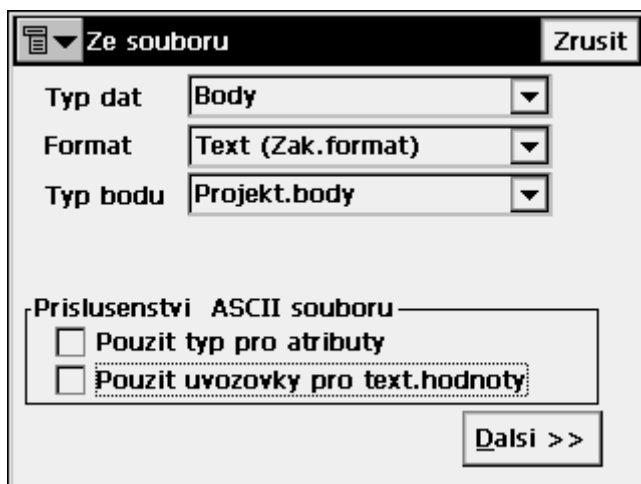 Ze souboru Zrusit
Typ dat Body
Format Text (Zak.format)
Typ bodu Projekt.body
Prislusenstvi ASCII souboru
Pouzit typ pro atributy
Pouzit uvozovky pro text.hodnoty
Dalsi >>